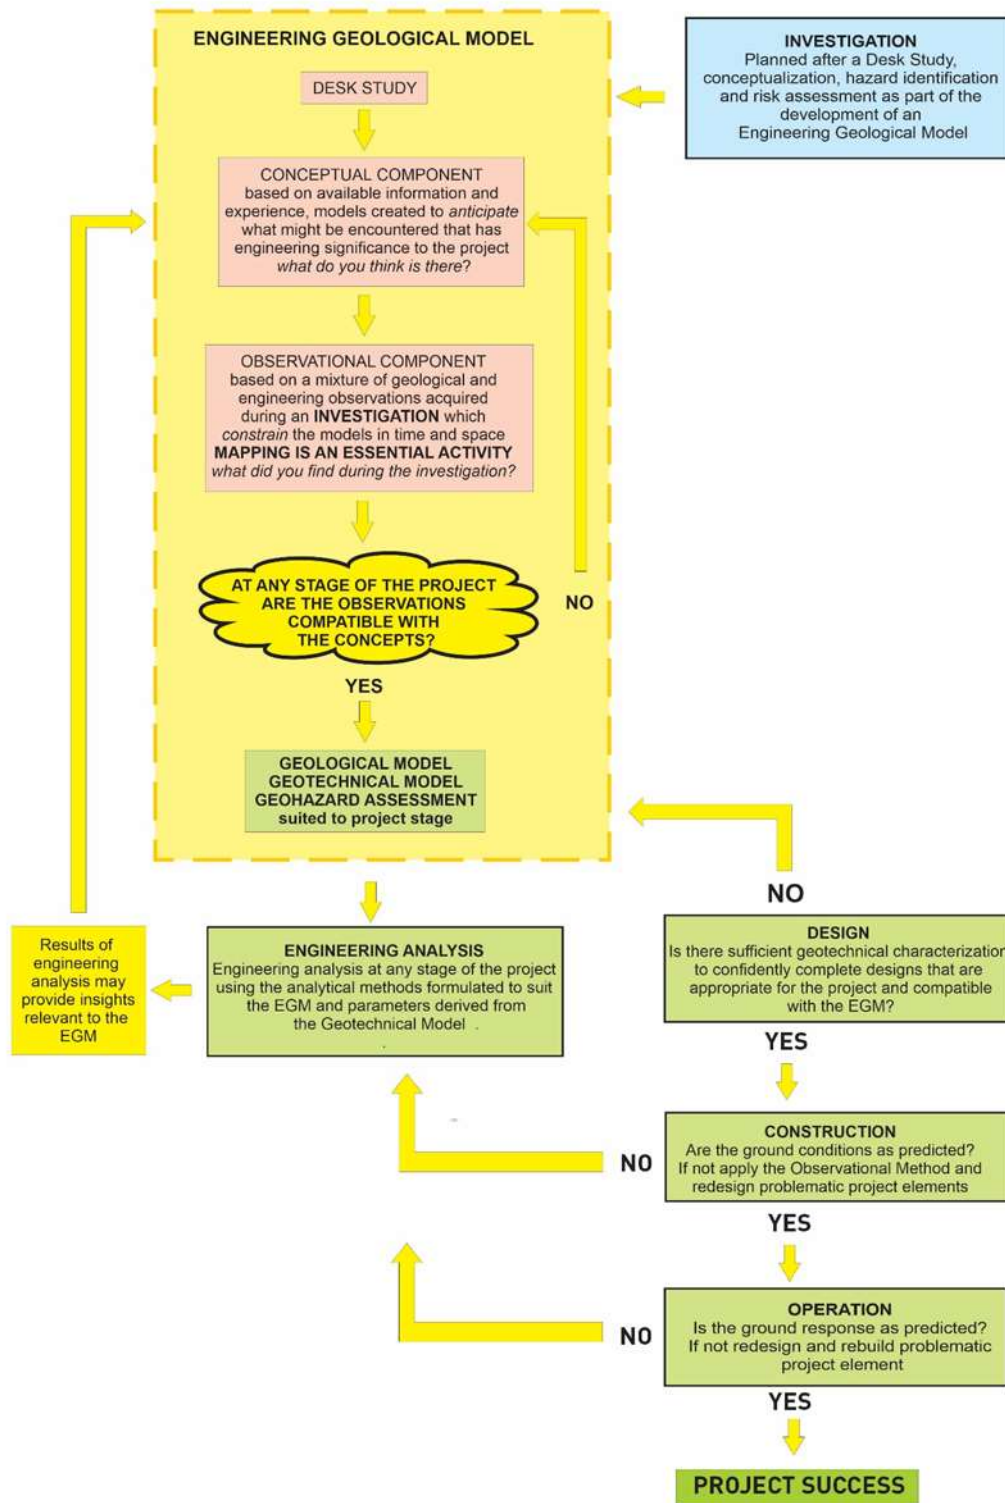 ENGINEERING GEOLOGICAL MODEL
DESK STUDY
CONCEPTUAL COMPONENT
based on available information and
experience, models created to anticipate
what might be encountered that has
engineering significance to the project
what do you think is there?
OBSERVATIONAL COMPONENT
based on a mixture of geological and
engineering observations acquired
during an INVESTIGATION which
constrain the models in time and space
MAPPING IS AN ESSENTIAL ACTIVITY
what did you find during the investigation?
AT ANY STAGE OF THE PROJECT
ARE THE OBSERVATIONS
COMPATIBLE WITH
THE CONCEPTS?
NO
YES
GEOLOGICAL MODEL
GEOTECHNICAL MODEL
GEOHAZARD ASSESSMENT
suited to project stage
INVESTIGATION
Planned after a Desk Study,
conceptualization, hazard identification
and risk assessment as part of the
development of an
Engineering Geological Model
ENGINEERING ANALYSIS
Engineering analysis at any stage of the project
using the analytical methods formulated to suit
the EGM and parameters derived from
the Geotechnical Model .
.
Results of
engineering
analysis may
provide insights
relevant to the
EGM
NO
DESIGN
Is there sufficient geotechnical characterization
to confidently complete designs that are
appropriate for the project and compatible
with the EGM?
YES
CONSTRUCTION
Are the ground conditions as predicted?
If not apply the Observational Method and
redesign problematic project elements
NO
YES
OPERATION
Is the ground response as predicted?
If not redesign and rebuild problematic
project element
NO
YES
PROJECT SUCCESS